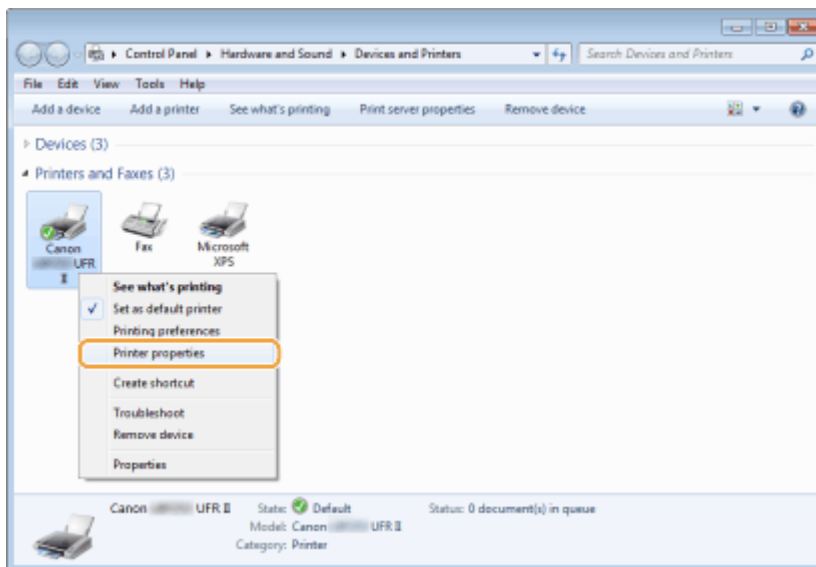 Control Panel ▸ Hardware and Sound ▸ Devices and Printers
Search Devices and Printers
File Edit View Tools Help
Add a device Add a printer See what's printing Print server properties Remove device
Devices (3)
Printers and Faxes (3)
Canon UFR II
Fax
Microsoft XPS
See what's printing
Set as default printer
Printing preferences
Printer properties
Create shortcut
Troubleshoot
Remove device
Properties
Canon UFR II State: Default Status: 0 document(s) in queue
Model: Canon UFR II
Category: Printer